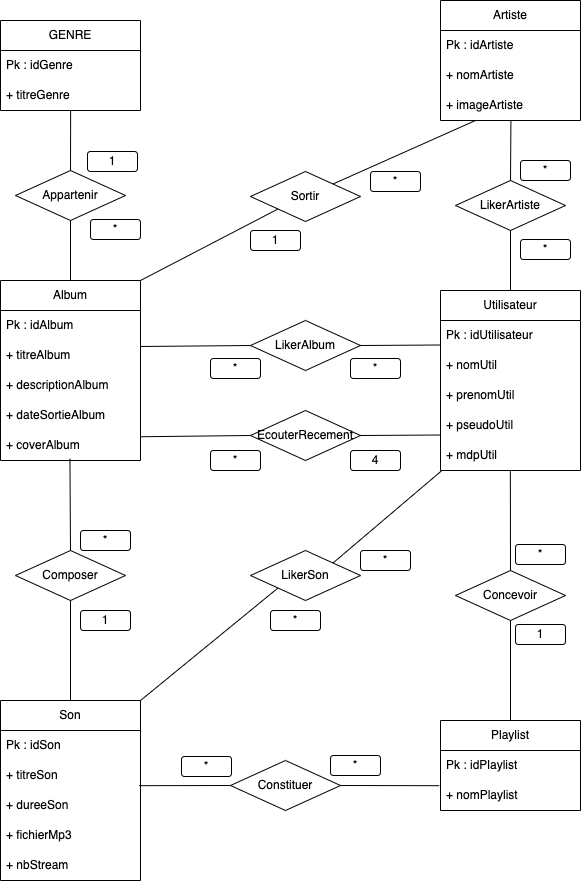 GENRE
Pk : idGenre
+ titreGenre
Artiste
Pk : idArtiste
+ nomArtiste
+ imageArtiste
1
Appartenir
*
Sortir
*
1
*
LikerArtiste
*
Album
Pk : idAlbum
+ titreAlbum
+ descriptionAlbum
+ dateSortieAlbum
+ coverAlbum
LikerAlbum
*
*
EcouterRecement
*
4
Utilisateur
Pk : idUtilisateur
+ nomUtil
+ prenomUtil
+ pseudoUtil
+ mdpUtil
*
Composer
1
*
LikerSon
*
*
Concevoir
1
Son
Pk : idSon
+ titreSon
+ dureeSon
+ fichierMp3
+ nbStream
*
Constituer
*
Playlist
Pk : idPlaylist
+ nomPlaylist